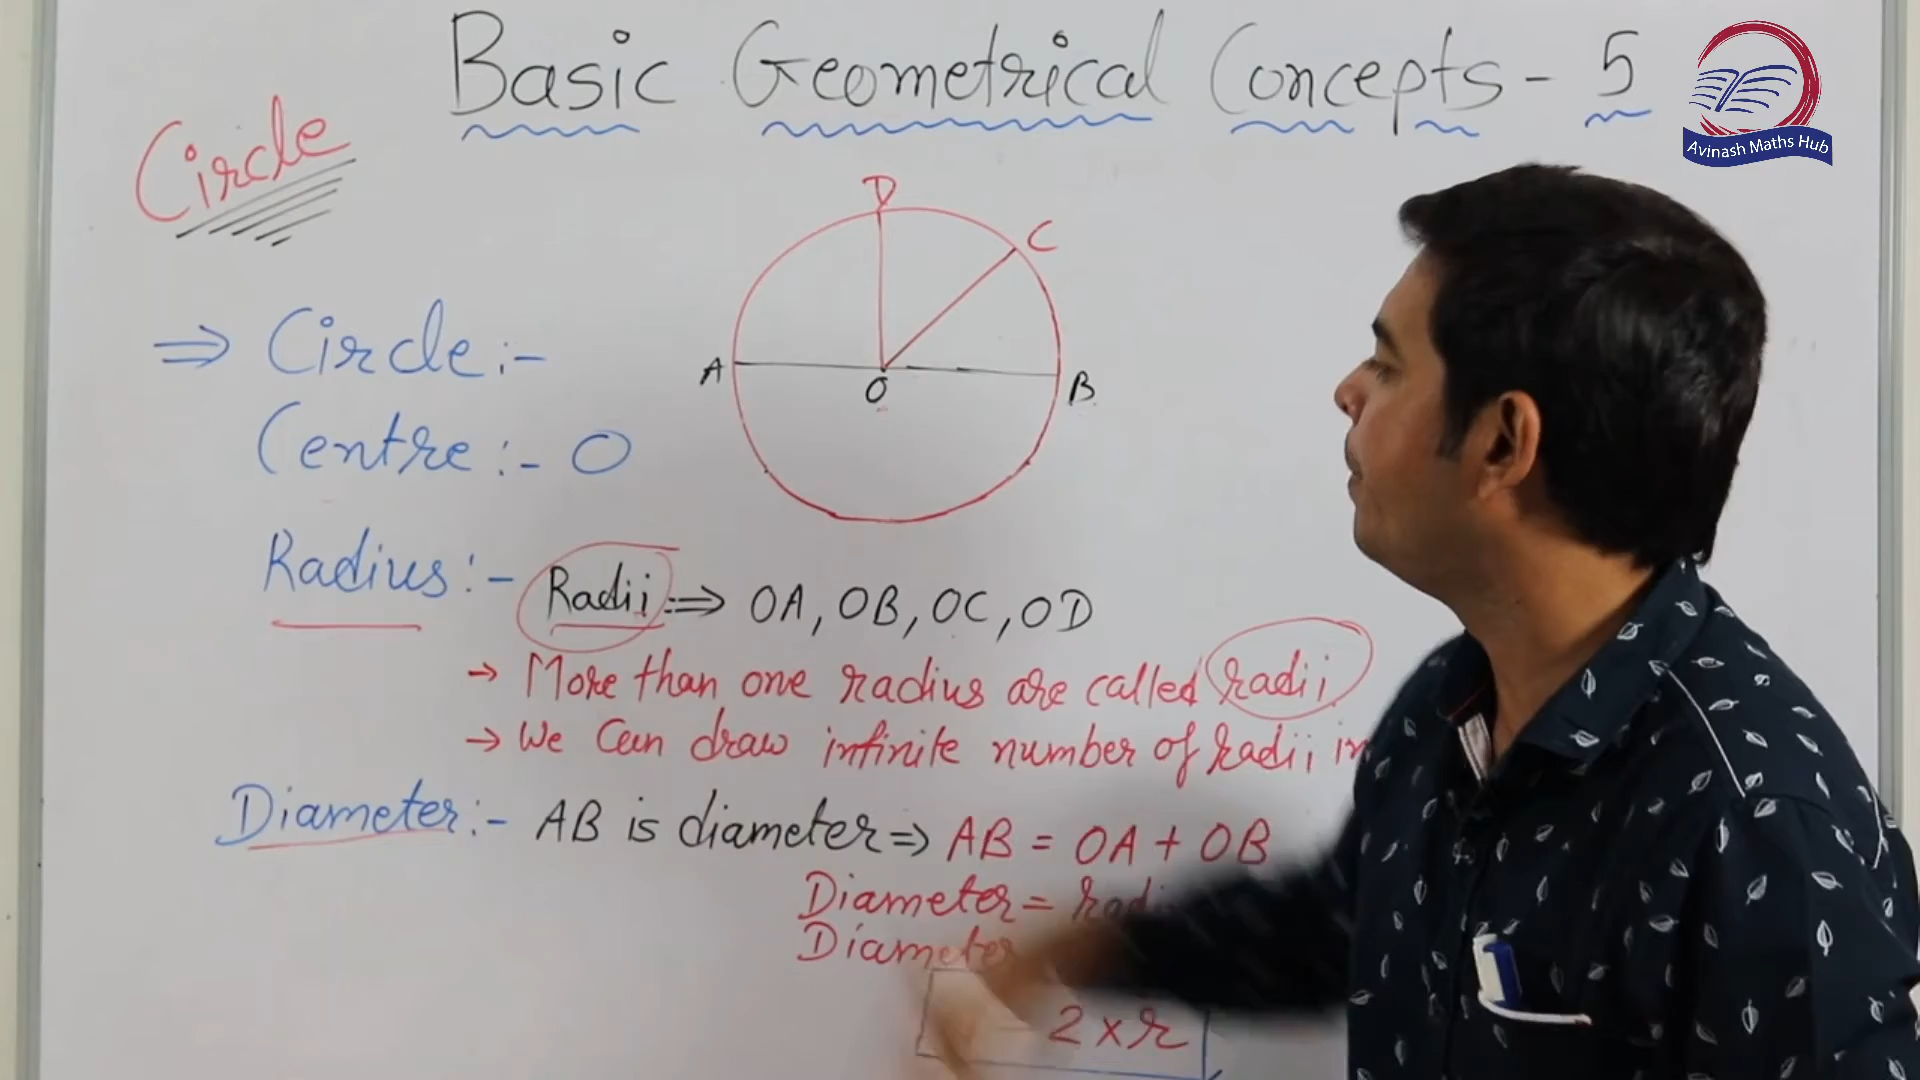 Basic Geometrical Concepts - 5
Avinash Maths Hub
Circle
D
C
A
O
B
⇒ Circle :-
Centre :- O
Radius :- Radii ⇒ OA, OB, OC, OD
→ More than one radius are called radii
→ We can draw infinite number of radii in
Diameter :- AB is diameter ⇒ AB = OA + OB
Diameter =
Diameter
2 × r